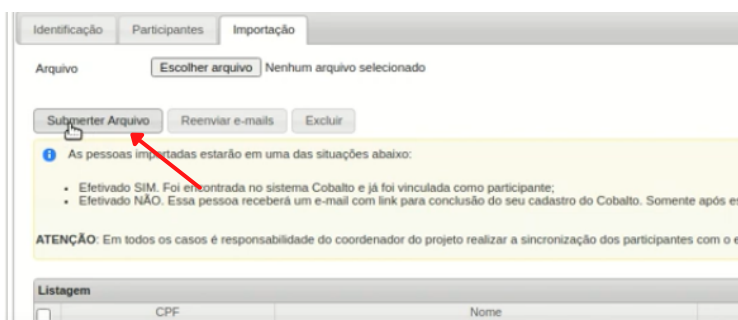 Identificação Participantes Importação
Arquivo Escolher arquivo Nenhum arquivo selecionado
Submerter Arquivo Reenviar e-mails Excluir
As pessoas importadas estarão em uma das situações abaixo:
Efetivado SIM. Foi encontrada no sistema Cobalto e já foi vinculada como participante;
Efetivado NÃO. Essa pessoa receberá um e-mail com link para conclusão do seu cadastro do Cobalto. Somente após es
ATENÇÃO: Em todos os casos é responsabilidade do coordenador do projeto realizar a sincronização dos participantes com o e
Listagem
CPF Nome